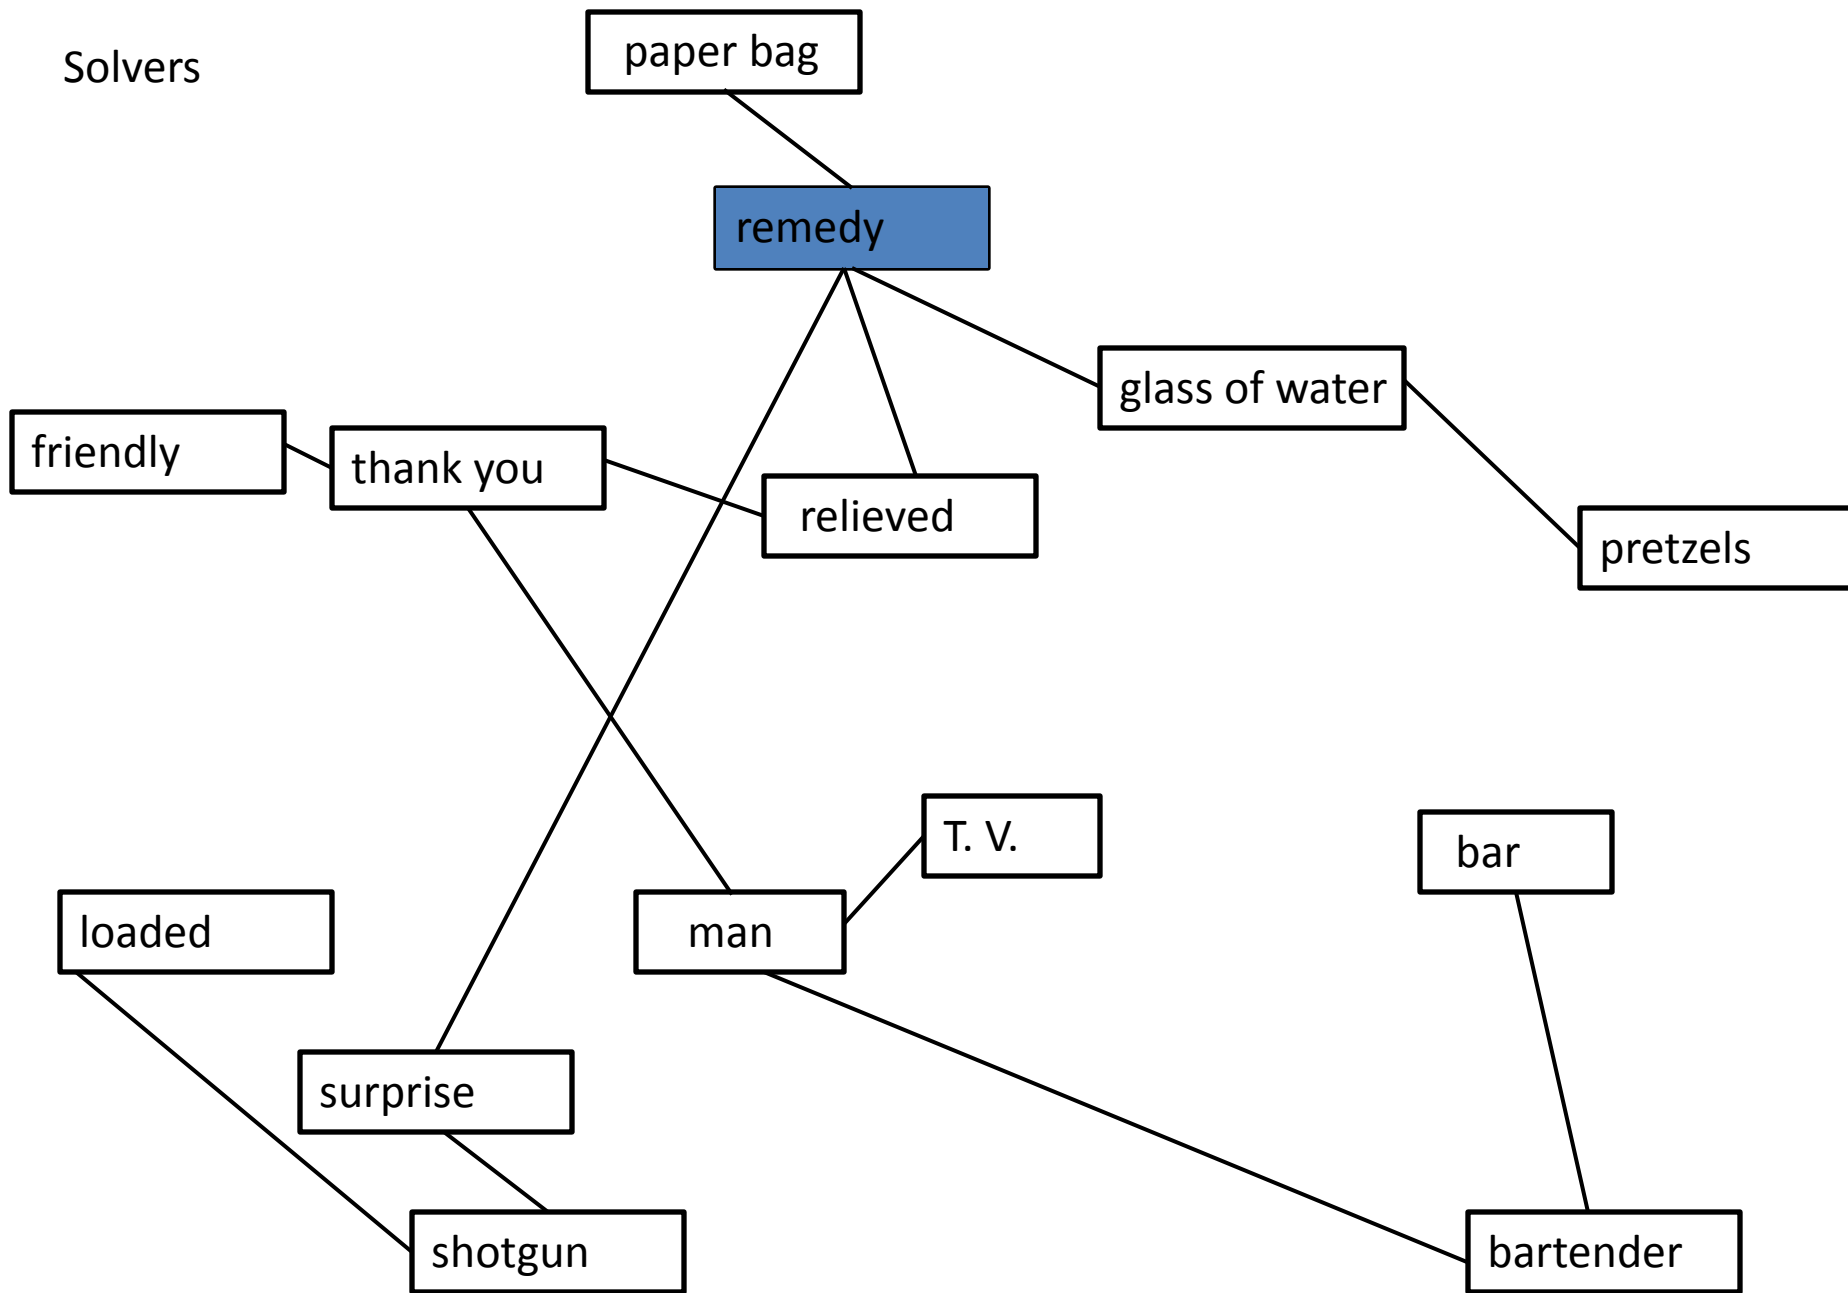 Solvers
paper bag
remedy
glass of water
friendly
thank you
relieved
pretzels
T. V.
bar
loaded
man
surprise
shotgun
bartender